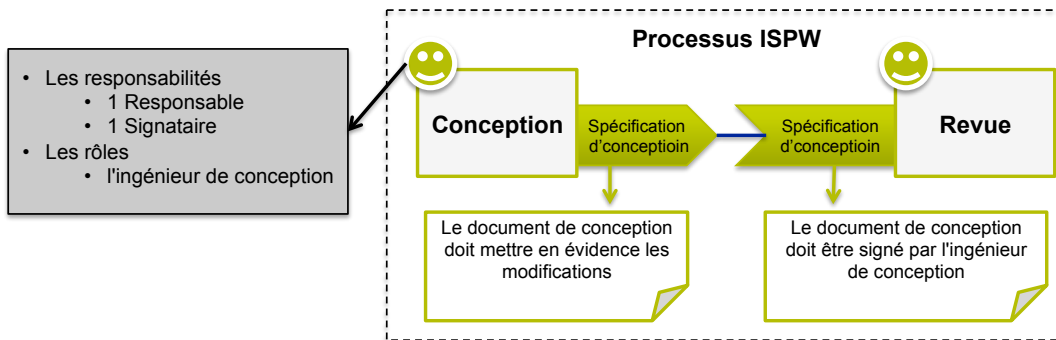 Processus ISPW
• Les responsabilités
• 1 Responsable
• 1 Signataire
• Les rôles
• l'ingénieur de conception
Conception
Spécification
d'conceptioin
Spécification
d'conceptioin
Revue
Le document de conception
doit mettre en évidence les
modifications
Le document de conception
doit être signé par l'ingénieur
de conception